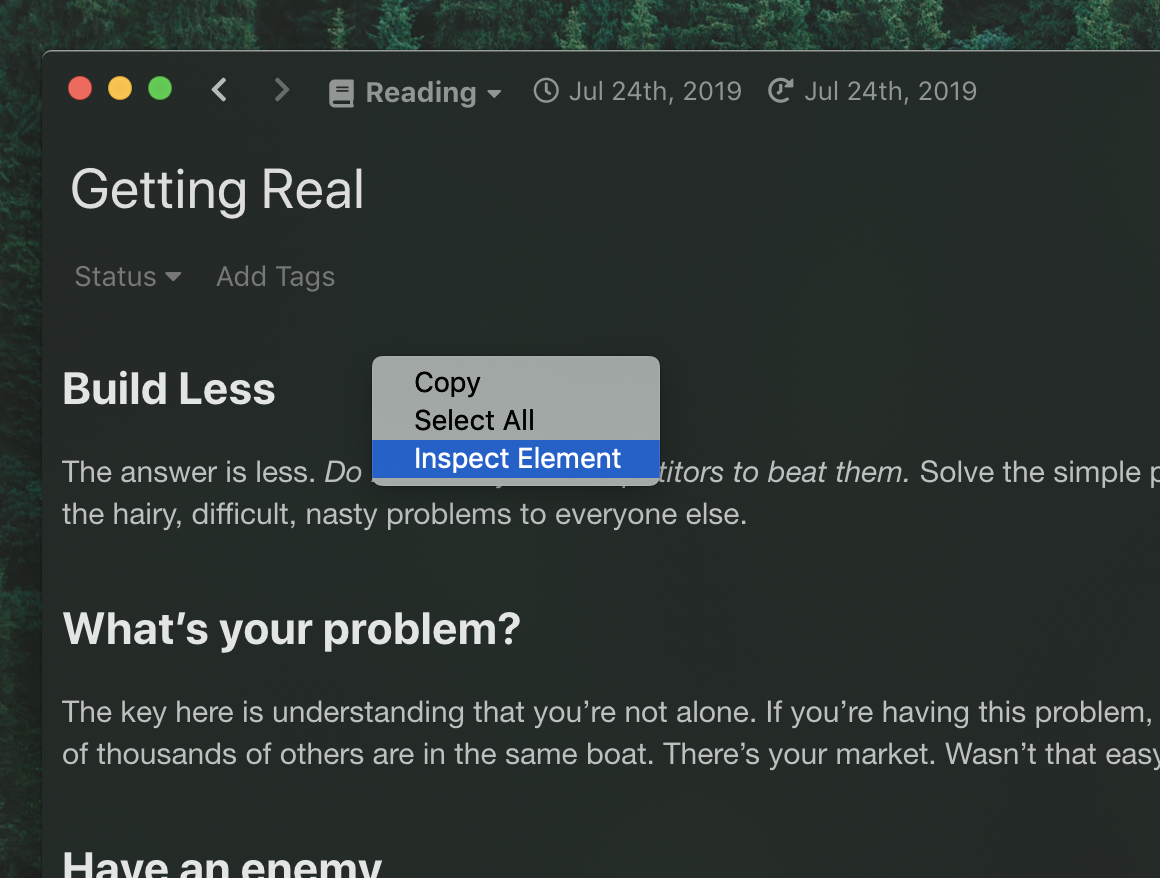 Reading Jul 24th, 2019 Jul 24th, 2019
Getting Real
Status Add Tags
Build Less
Copy
Select All
Inspect Element
The answer is less. Do titors to beat them. Solve the simple p
the hairy, difficult, nasty problems to everyone else.
What’s your problem?
The key here is understanding that you’re not alone. If you’re having this problem,
of thousands of others are in the same boat. There’s your market. Wasn’t that easy
Have an enemy